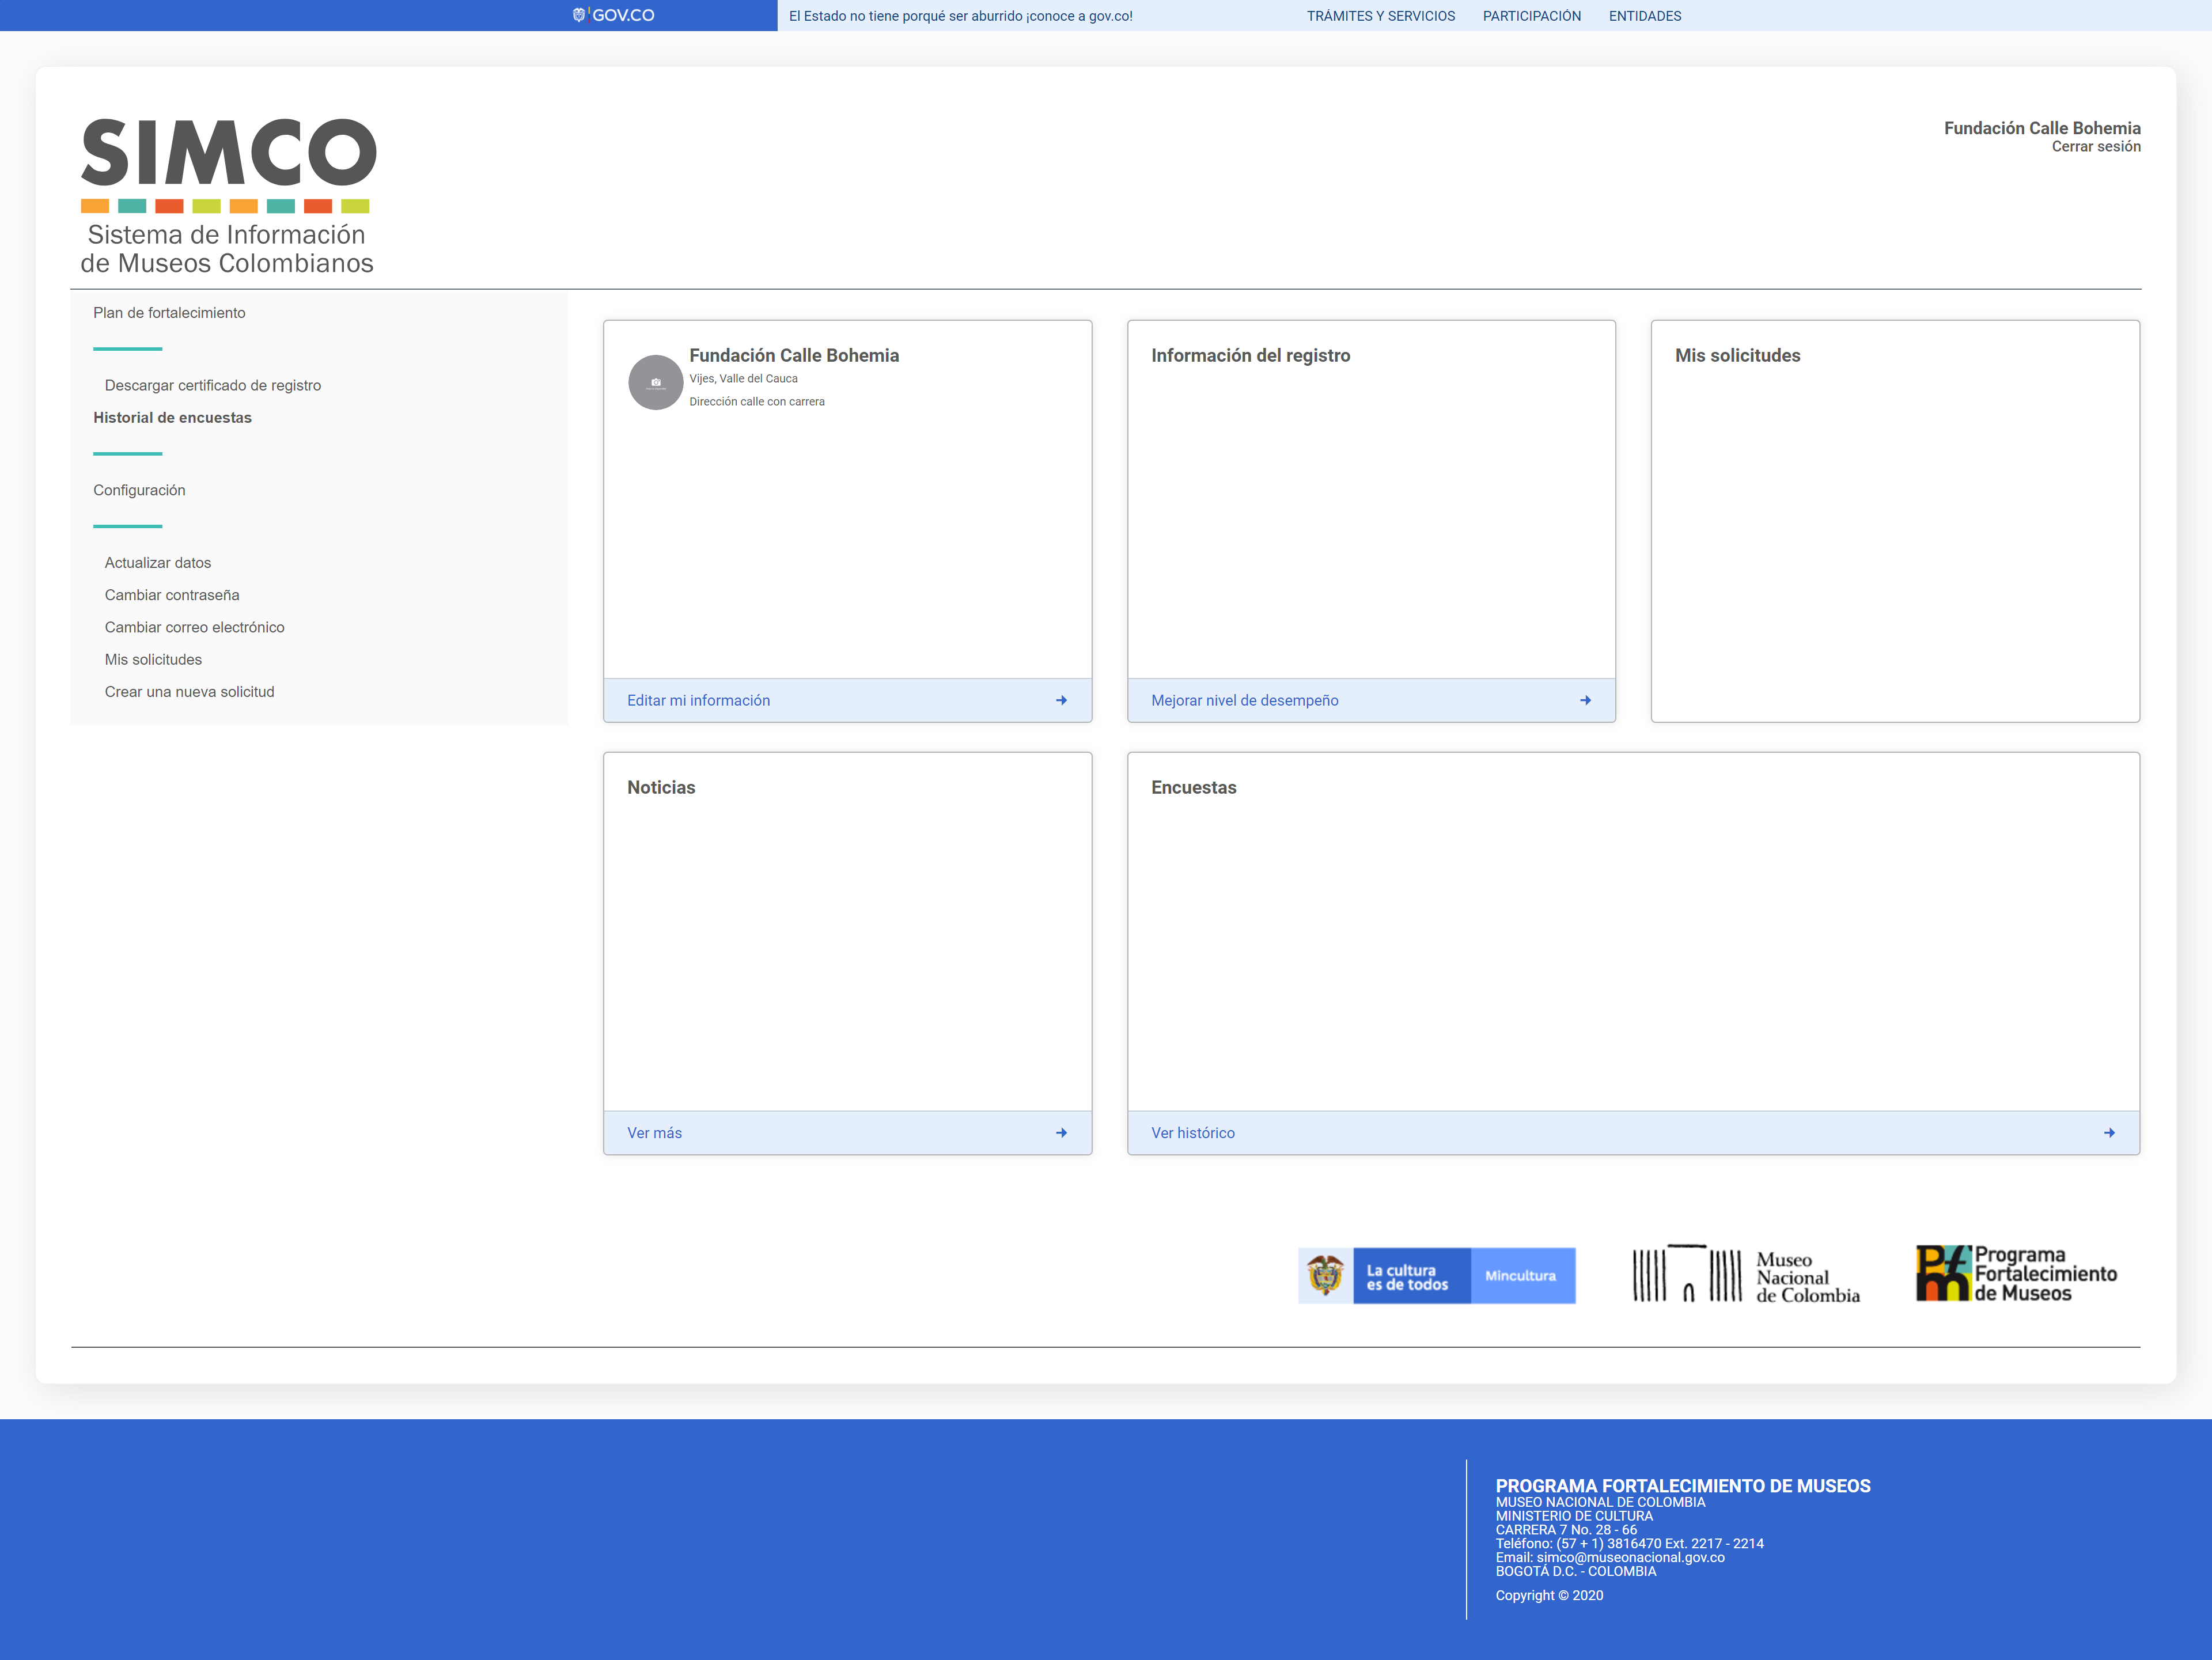 GOV.CO
El Estado no tiene porqué ser aburrido ¡conoce a gov.co!
TRÁMITES Y SERVICIOS
PARTICIPACIÓN
ENTIDADES
SIMCO
Sistema de Información
de Museos Colombianos
Fundación Calle Bohemia
Cerrar sesión
Plan de fortalecimiento
Descargar certificado de registro
Historial de encuestas
Configuración
Actualizar datos
Cambiar contraseña
Cambiar correo electrónico
Mis solicitudes
Crear una nueva solicitud
Fundación Calle Bohemia
Vijes, Valle del Cauca
Dirección calle con carrera
Editar mi información
Información del registro
Mejorar nivel de desempeño
Mis solicitudes
Noticias
Ver más
Encuestas
Ver histórico
La cultura
es de todos
Mincultura
Museo
Nacional
de Colombia
Pfm
Programa
Fortalecimiento
de Museos
PROGRAMA FORTALECIMIENTO DE MUSEOS
MUSEO NACIONAL DE COLOMBIA
MINISTERIO DE CULTURA
CARRERA 7 No. 28 - 66
Teléfono: (57 + 1) 3816470 Ext. 2217 - 2214
Email: simco@museonacional.gov.co
BOGOTÁ D.C. - COLOMBIA
Copyright © 2020